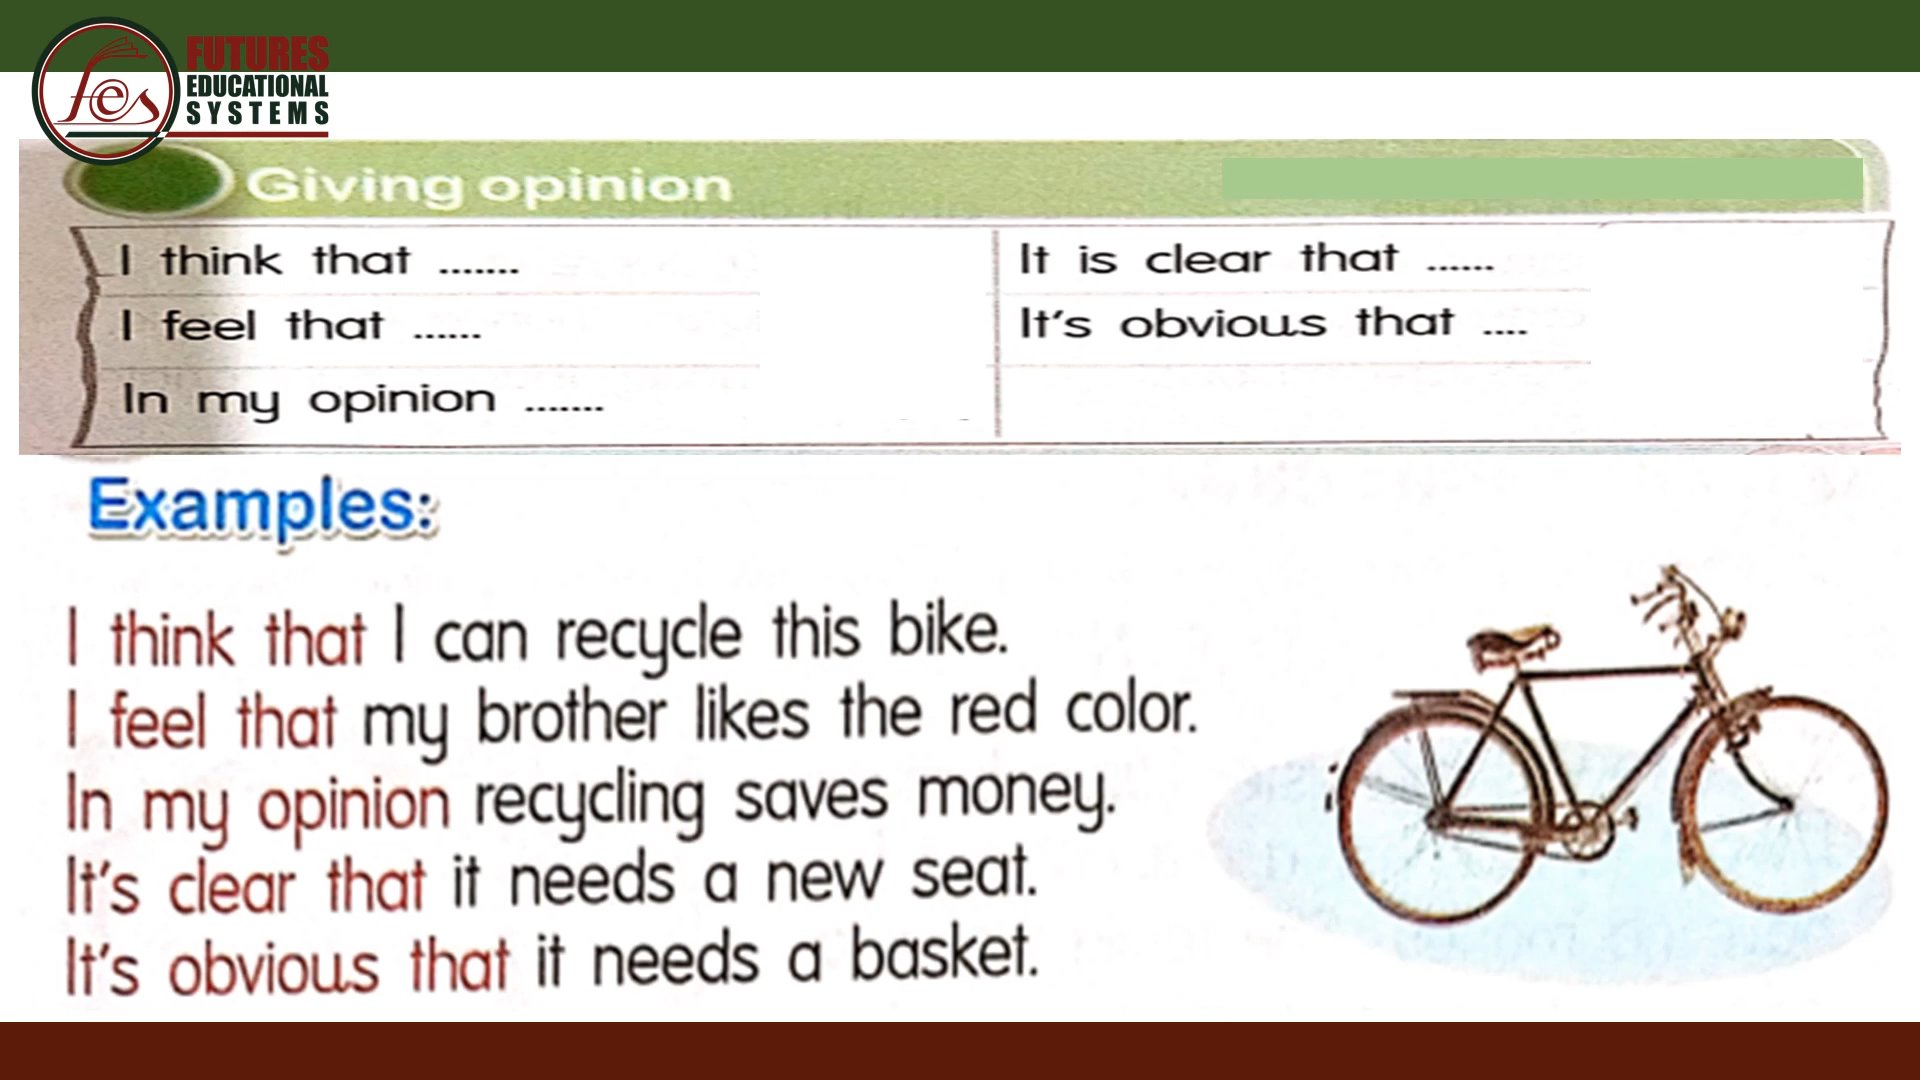 fes
FUTURES
EDUCATIONAL
SYSTEMS
Giving opinion
I think that .......
I feel that ......
In my opinion .......
It is clear that ......
It's obvious that ....
Examples:
I think that I can recycle this bike.
I feel that my brother likes the red color.
In my opinion recycling saves money.
It's clear that it needs a new seat.
It's obvious that it needs a basket.